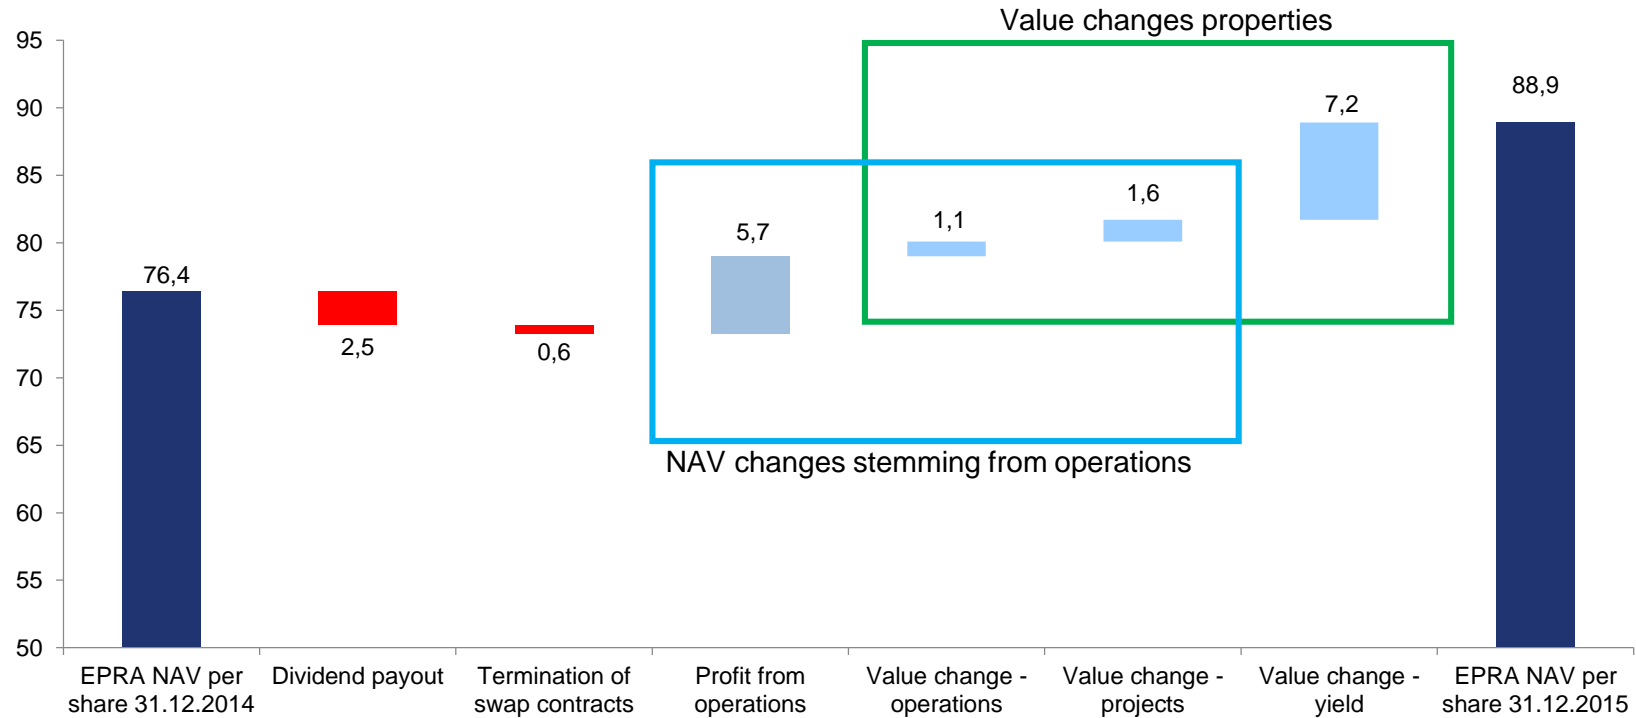 Value changes properties
95
90
85
80
75
70
65
60
55
50
76,4
2,5
0,6
5,7
1,1
1,6
7,2
88,9
NAV changes stemming from operations
EPRA NAV per
share 31.12.2014
Dividend payout
Termination of
swap contracts
Profit from
operations
Value change -
operations
Value change -
projects
Value change -
yield
EPRA NAV per
share 31.12.2015